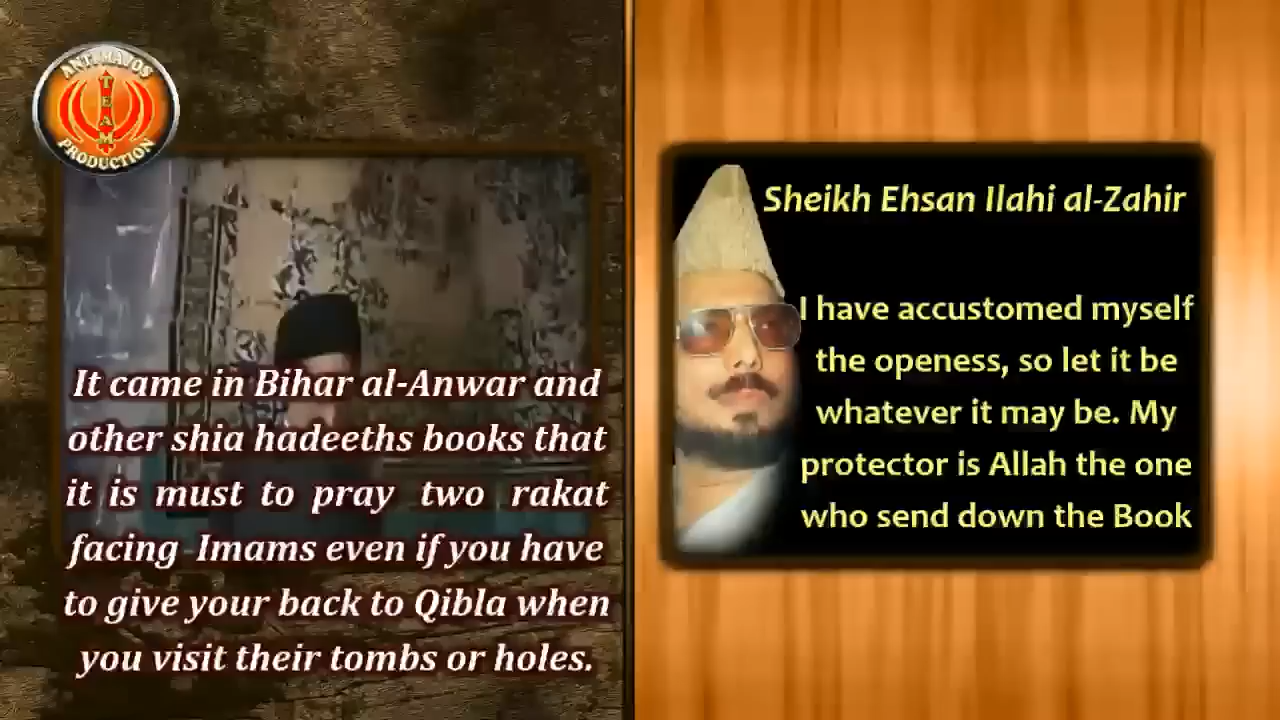 ANTI MAJOS
TEAM
PRODUCTION
It came in Bihar al-Anwar and
other shia hadeeths books that
it is must to pray two rakat
facing Imams even if you have
to give your back to Qibla when
you visit their tombs or holes.
Sheikh Ehsan Ilahi al-Zahir
I have accustomed myself
the openess, so let it be
whatever it may be. My
protector is Allah the one
who send down the Book